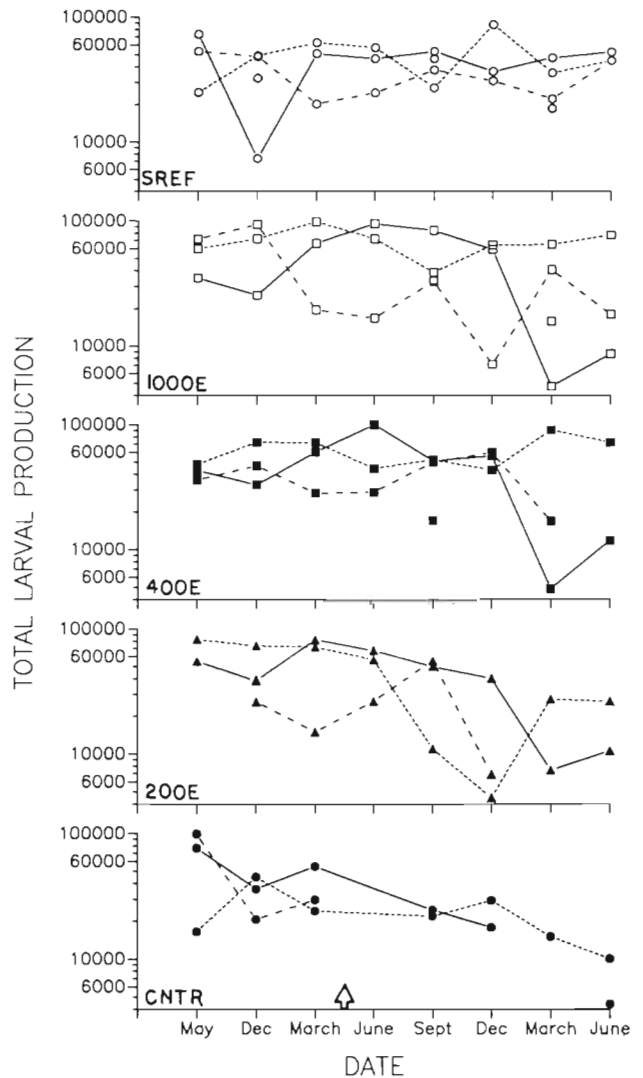 TOTAL LARVAL PRODUCTION
100000
60000
10000
6000
SREF
100000
60000
10000
6000
1000E
100000
60000
10000
6000
400E
100000
60000
10000
6000
200E
100000
60000
10000
6000
CNTR
May Dec March June Sept Dec March June
DATE